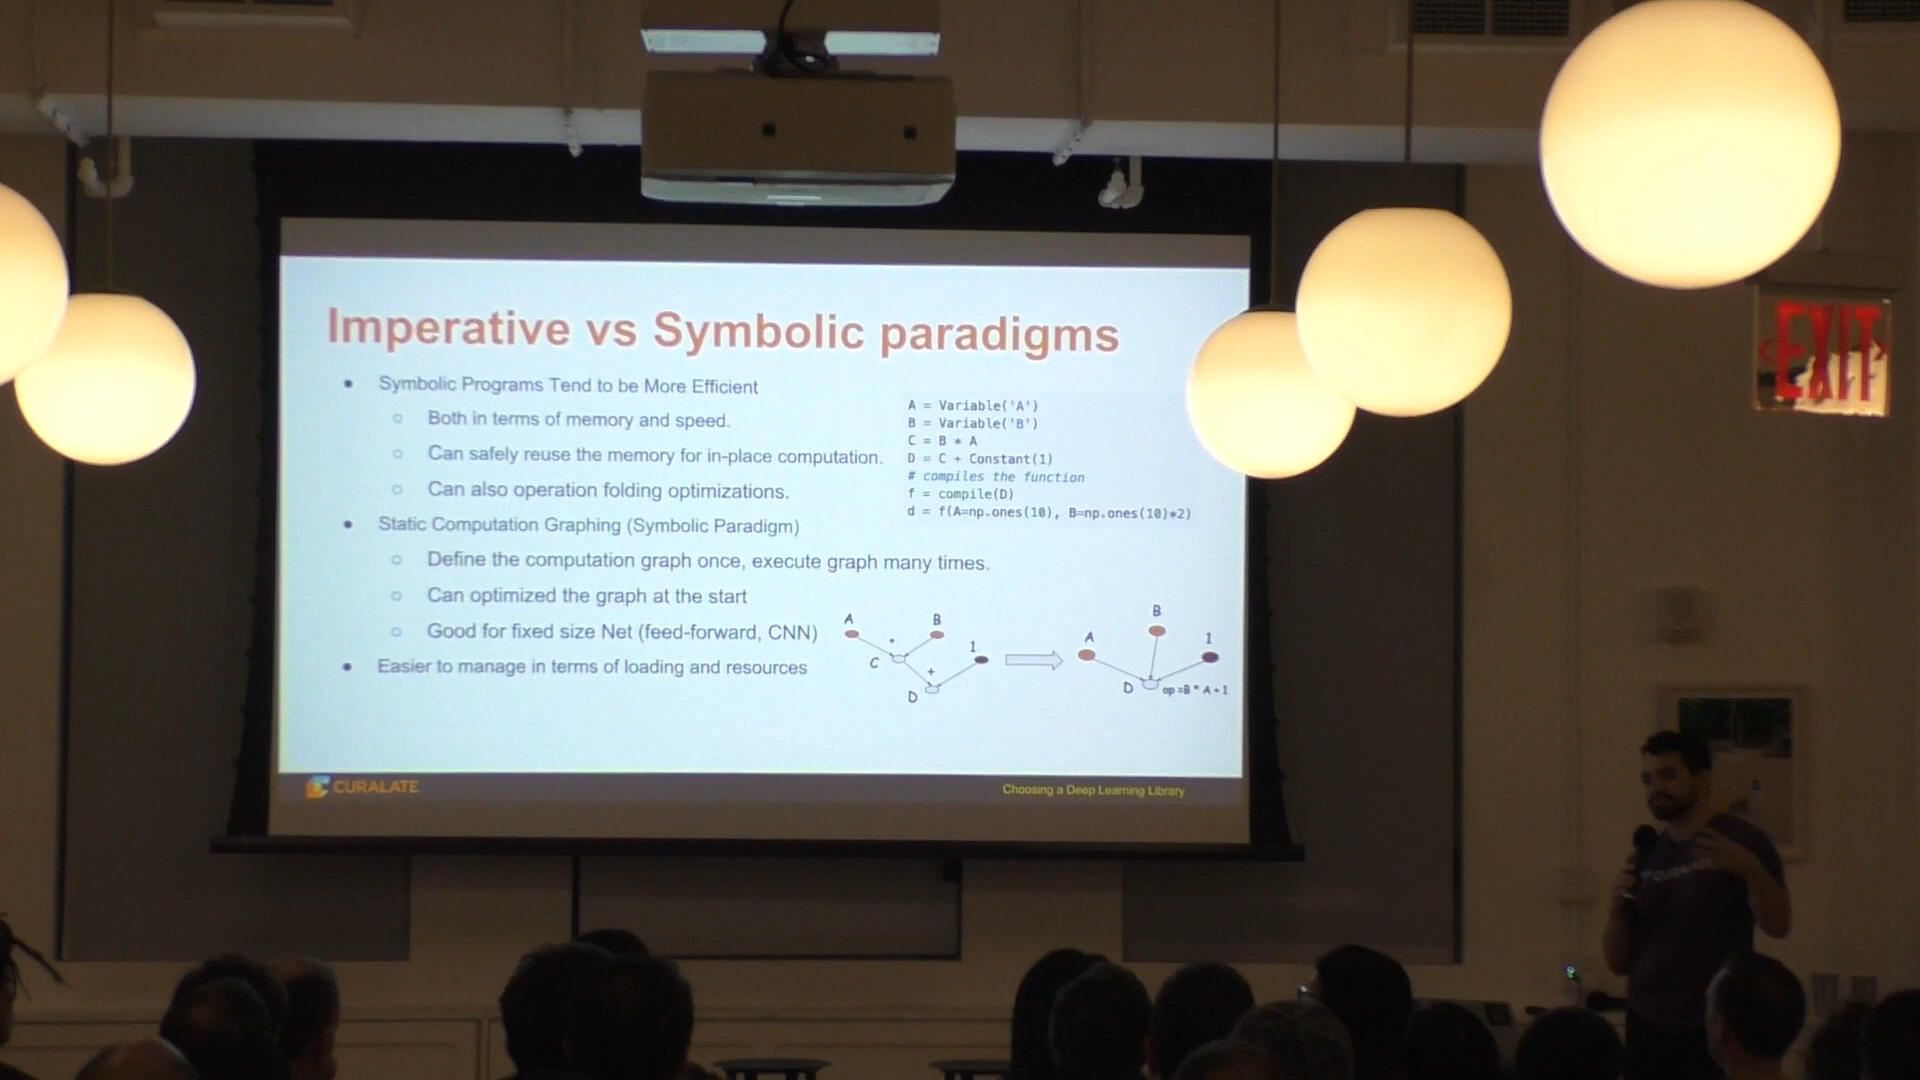 EXIT
Imperative vs Symbolic paradigms
• Symbolic Programs Tend to be More Efficient
○ Both in terms of memory and speed.
○ Can safely reuse the memory for in-place computation.
○ Can also operation folding optimizations.
• Static Computation Graphing (Symbolic Paradigm)
○ Define the computation graph once, execute graph many times.
○ Can optimized the graph at the start
○ Good for fixed size Net (feed-forward, CNN)
• Easier to manage in terms of loading and resources
A = Variable('A')
B = Variable('B')
C = B * A
D = C + Constant(1)
# compiles the function
f = compile(D)
d = f(A=np.ones(10), B=np.ones(10)*2)
A B
*
C 1
+
D
B
A 1
D op=B * A+1
CURALATE
Choosing a Deep Learning Library